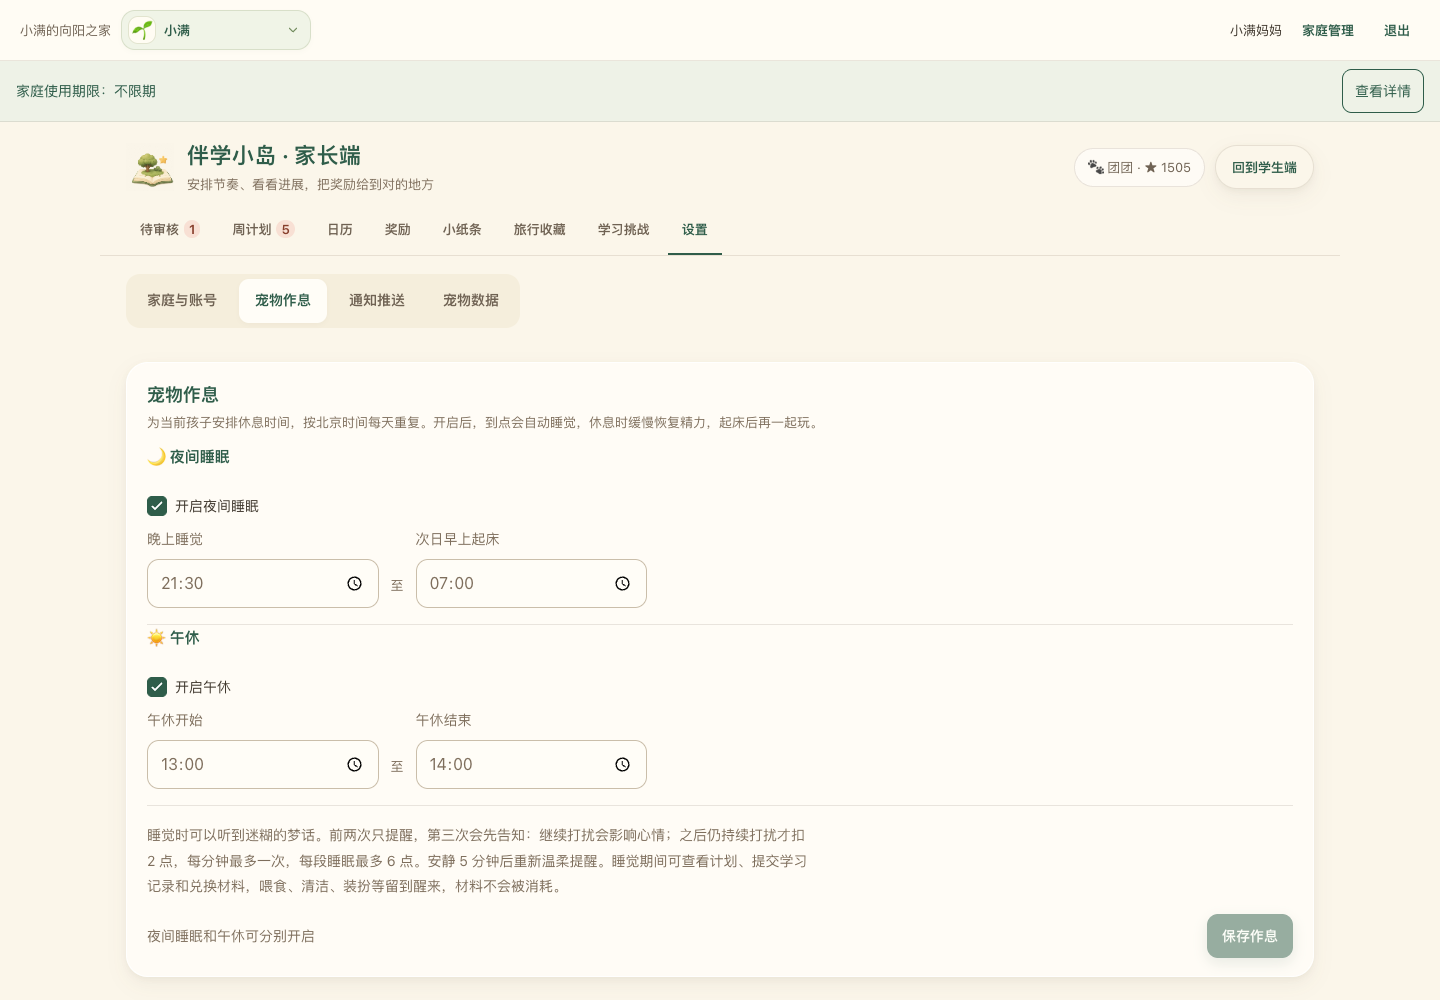 小满的向阳之家 小满 小满妈妈 家庭管理 退出
家庭使用期限：不限期 查看详情
伴学小岛 · 家长端
安排节奏、看看进展，把奖励给到对的地方
团团 · ★ 1505 回到学生端
待审核 1 周计划 5 日历 奖励 小纸条 旅行收藏 学习挑战 设置
家庭与账号 宠物作息 通知推送 宠物数据
宠物作息
为当前孩子安排休息时间，按北京时间每天重复。开启后，到点会自动睡觉，休息时缓慢恢复精力，起床后再一起玩。
🌙 夜间睡眠
开启夜间睡眠
晚上睡觉 次日早上起床
21:30 至 07:00
☀️ 午休
开启午休
午休开始 午休结束
13:00 至 14:00
睡觉时可以听到迷糊的梦话。前两次只提醒，第三次会先告知：继续打扰会影响心情；之后仍持续打扰才扣
2 点，每分钟最多一次，每段睡眠最多 6 点。安静 5 分钟后重新温柔提醒。睡觉期间可查看计划、提交学习
记录和兑换材料，喂食、清洁、装扮等留到醒来，材料不会被消耗。
夜间睡眠和午休可分别开启 保存作息